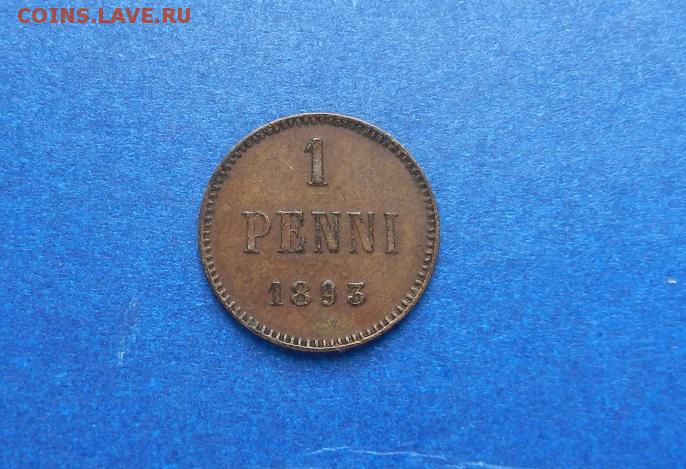 COINS.LAVE.RU
1
PENNI
1893